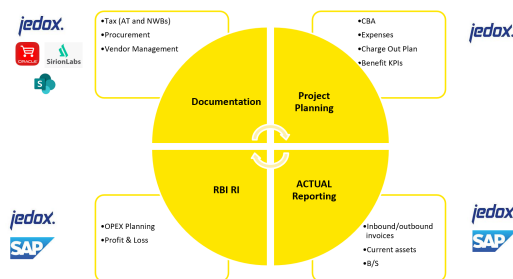 jedox.
ORACLE
SirionLabs
S
•Tax (AT and NWBs)
•Procurement
•Vendor Management
•CBA
•Expenses
•Charge Out Plan
•Benefit KPIs
jedox.
Documentation
Project
Planning
RBI RI
ACTUAL
Reporting
jedox.
SAP
•OPEX Planning
•Profit & Loss
•Inbound/outbound
invoices
•Current assets
•B/S
jedox.
SAP